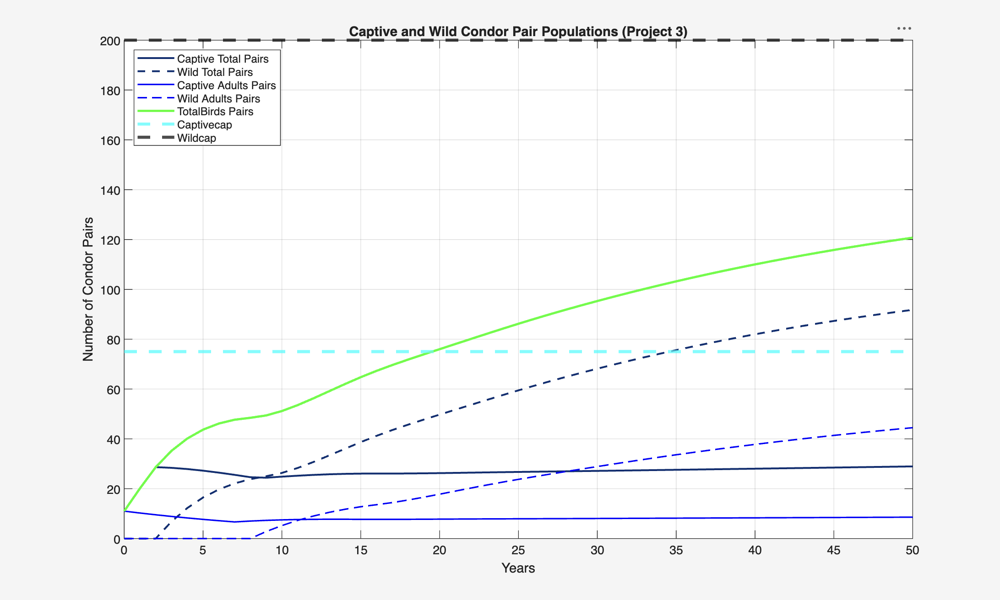 Captive and Wild Condor Pair Populations (Project 3)
200
180
160
140
120
100
80
60
40
20
0
Captive Total Pairs
Wild Total Pairs
Captive Adults Pairs
Wild Adults Pairs
TotalBirds Pairs
Captivecap
Wildcap
Number of Condor Pairs
0 5 10 15 20 25 30 35 40 45 50
Years